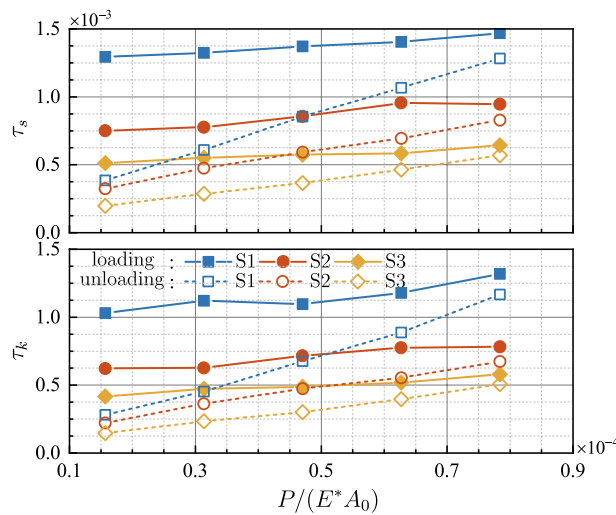 ×10⁻³
1.5
1.0
0.5
0.0
τₛ
loading : S1 S2 S3
unloading : S1 S2 S3
1.5
1.0
0.5
0.0
τₖ
×10⁻⁴
0.1 0.3 0.5 0.7 0.9
P/(E*A₀)